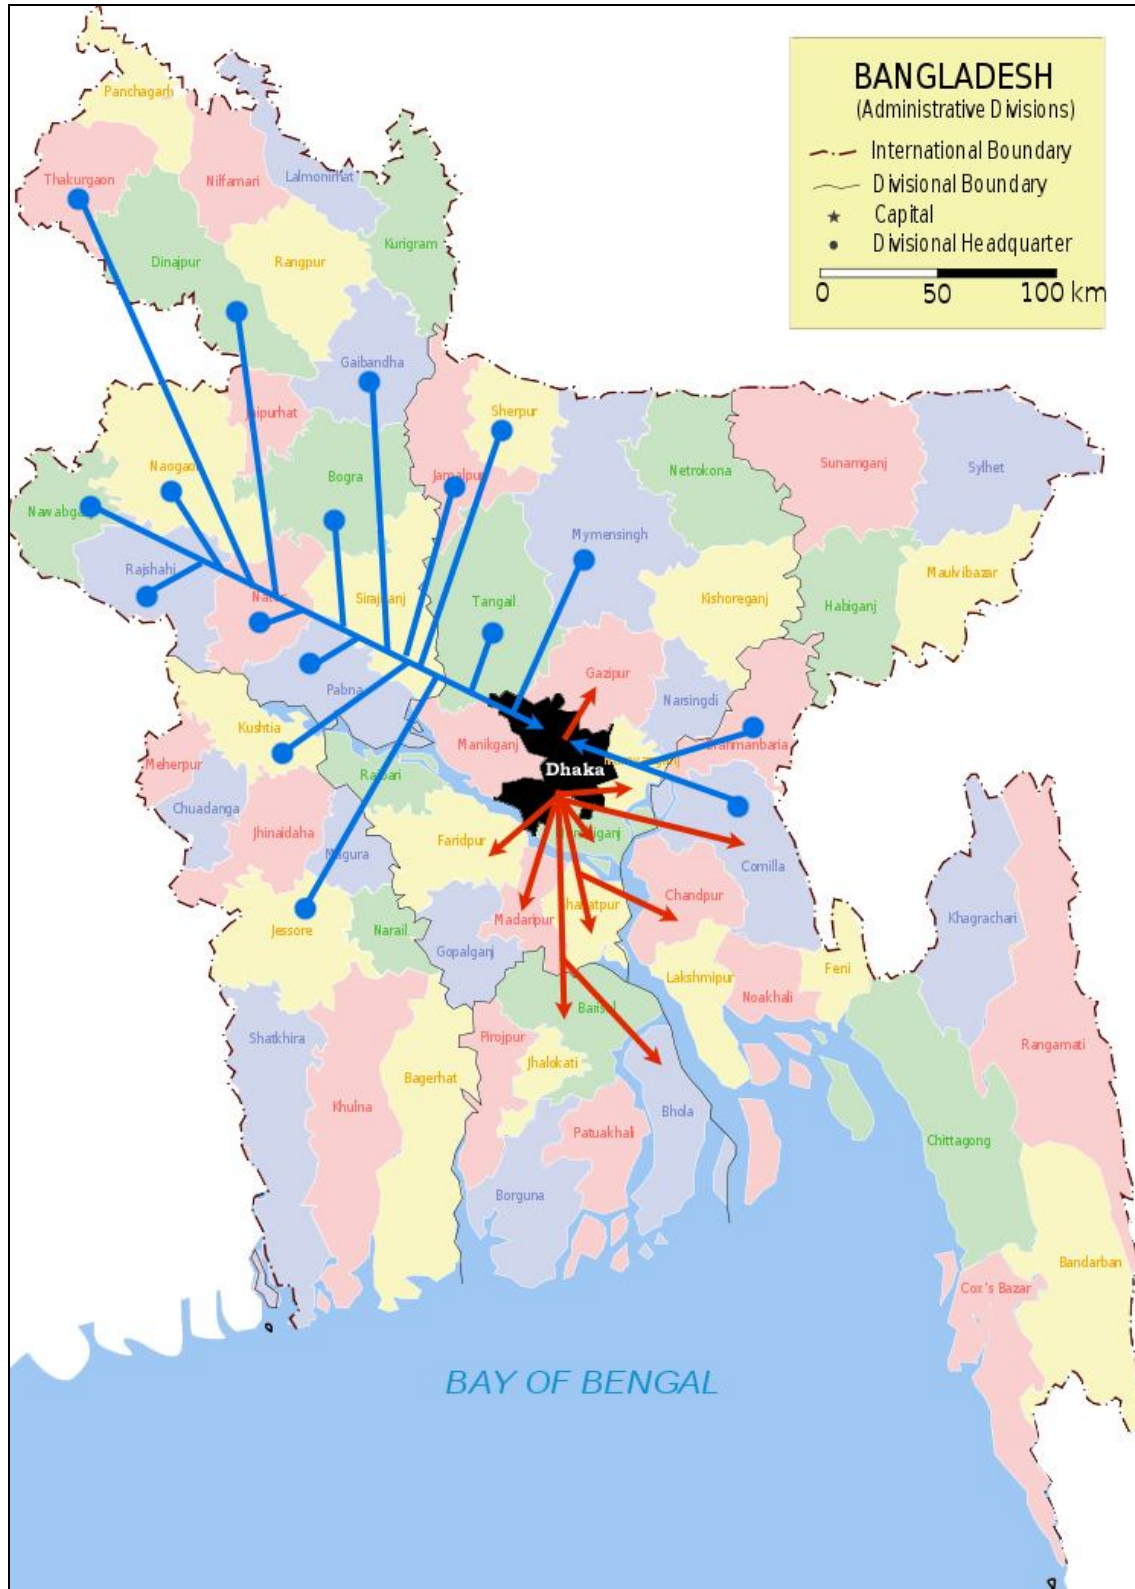 BANGLADESH
(Administrative Divisions)
International Boundary
Divisional Boundary
Capital
Divisional Headquarter
0 50 100 km
Panchagarh
Thakurgaon
Nilfamari
Lalmonirhat
Dinajpur
Rangpur
Kurigram
Gaibandha
Sherpur
Naogaon
Bogra
Jamalpur
Netrokona
Sunamganj
Sylhet
Mymensingh
Rajshahi
Sirajganj
Tangail
Kishoreganj
Habiganj
Maulvibazar
Gazipur
Narsingdi
Pabna
Kushtia
Manikganj
Dhaka
Meherpur
Rajbari
Chuadanga
Jhinaidaha
Magura
Faridpur
Comilla
Chandpur
Jessore
Narail
Madaripur
Gopalganj
Khagrachari
Lakshmipur
Feni
Noakhali
Barisal
Shatkhira
Pirojpur
Rangamati
Jhalokati
Bagerhat
Khulna
Bhola
Patuakhali
Chittagong
Borguna
Bandarban
Cox's Bazar
BAY OF BENGAL